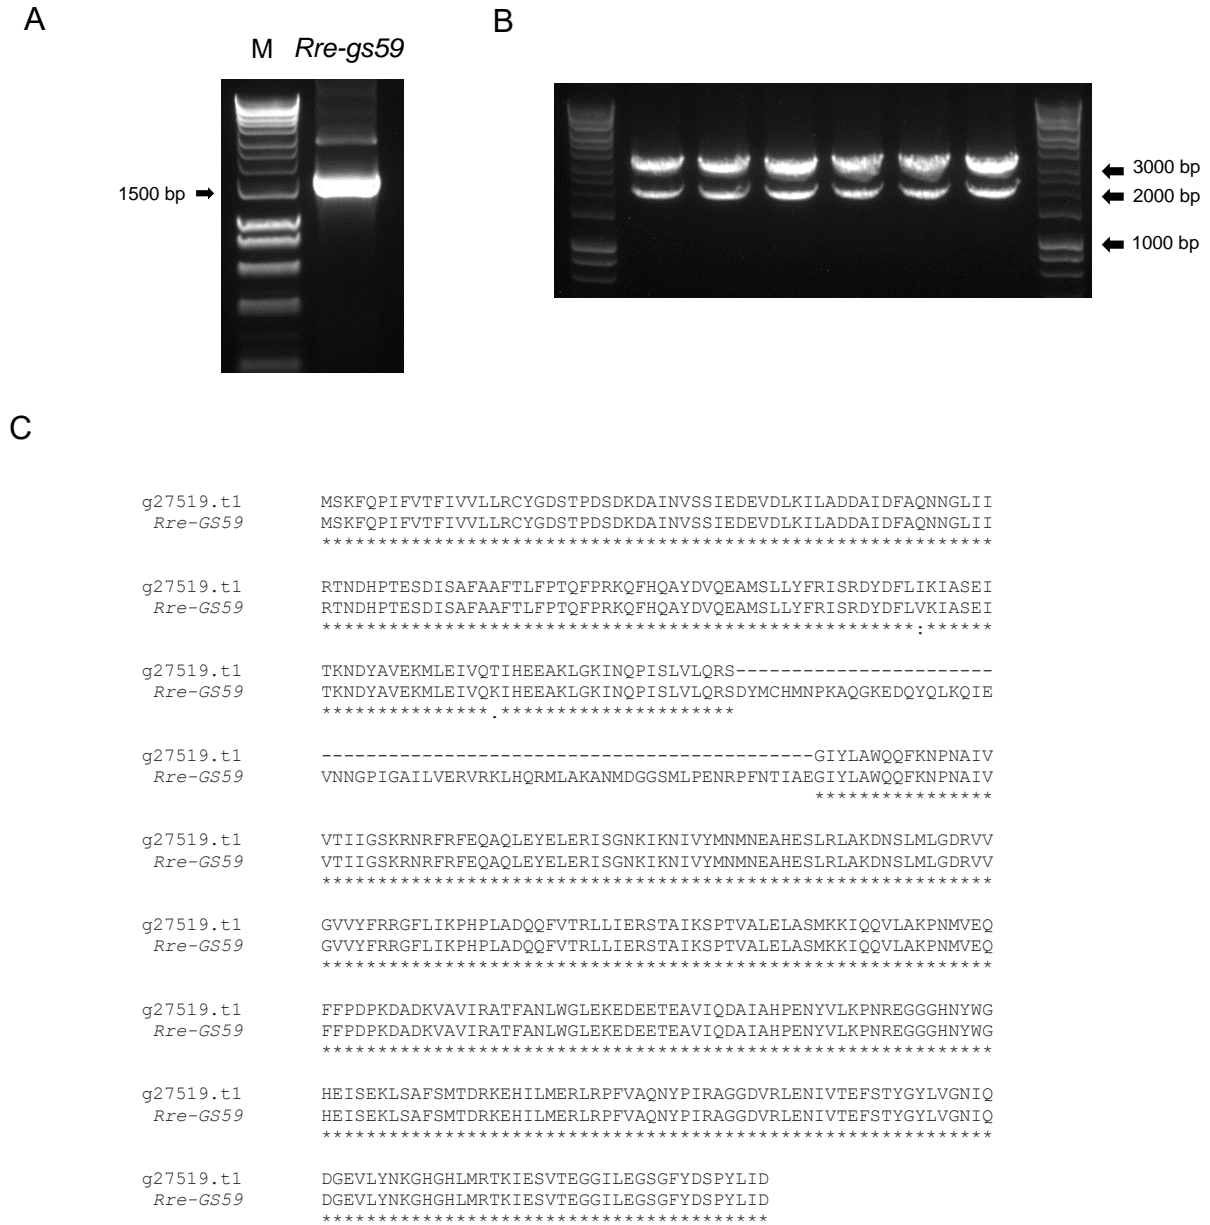 A
B
M Rre-gs59
1500 bp
3000 bp
2000 bp
1000 bp
C
g27519.t1 MSKFQPIFVTFIVVLLRCYGDSTPDSDKDAINVSSIEDEVDLKILADDAIDFAQNNGLII
Rre-GS59 MSKFQPIFVTFIVVLLRCYGDSTPDSDKDAINVSSIEDEVDLKILADDAIDFAQNNGLII
************************************************************
g27519.t1 RTNDHPTESDISAFAAFTLFPTQFPRKQFHQAYDVQEAMSLLYFRISRDYDFLIKIASEI
Rre-GS59 RTNDHPTESDISAFAAFTLFPTQFPRKQFHQAYDVQEAMSLLYFRISRDYDFLVKIASEI
*****************************************************:******
g27519.t1 TKNDYAVEKMLEIVQTIHEEAKLGKINQPISLVLQRS-----------------------
Rre-GS59 TKNDYAVEKMLEIVQKIHEEAKLGKINQPISLVLQRSDYMCHMNPKAQGKEDQYQLKQIE
***************.*********************
g27519.t1 --------------------------------------------GIYLAWQQFKNPNAIV
Rre-GS59 VNNGPIGAILVERVRKLHQRMLAKANMDGGSMLPENRPFNTIAEGIYLAWQQFKNPNAIV
****************
g27519.t1 VTIIGSKRNRFRFEQAQLEYELERISGNKIKNIVYMNMNEAHESLRLAKDNSLMLGDRVV
Rre-GS59 VTIIGSKRNRFRFEQAQLEYELERISGNKIKNIVYMNMNEAHESLRLAKDNSLMLGDRVV
************************************************************
g27519.t1 GVVYFRRGFLIKPHPLADQQFVTRLLIERSTAIKSPTVALELASMKKIQQVLAKPNMVEQ
Rre-GS59 GVVYFRRGFLIKPHPLADQQFVTRLLIERSTAIKSPTVALELASMKKIQQVLAKPNMVEQ
************************************************************
g27519.t1 FFPDPKDADKVAVIRATFANLWGLEKEDEETEAVIQDAIAHPENYVLKPNREGGGHNYWG
Rre-GS59 FFPDPKDADKVAVIRATFANLWGLEKEDEETEAVIQDAIAHPENYVLKPNREGGGHNYWG
************************************************************
g27519.t1 HEISEKLSAFSMTDRKEHILMERLRPFVAQNYPIRAGGDVRLENIVTEFSTYGYLVGNIQ
Rre-GS59 HEISEKLSAFSMTDRKEHILMERLRPFVAQNYPIRAGGDVRLENIVTEFSTYGYLVGNIQ
************************************************************
g27519.t1 DGEVLYNKGHGHLMRTKIESVTEGGILEGSGFYDSPYLID
Rre-GS59 DGEVLYNKGHGHLMRTKIESVTEGGILEGSGFYDSPYLID
****************************************